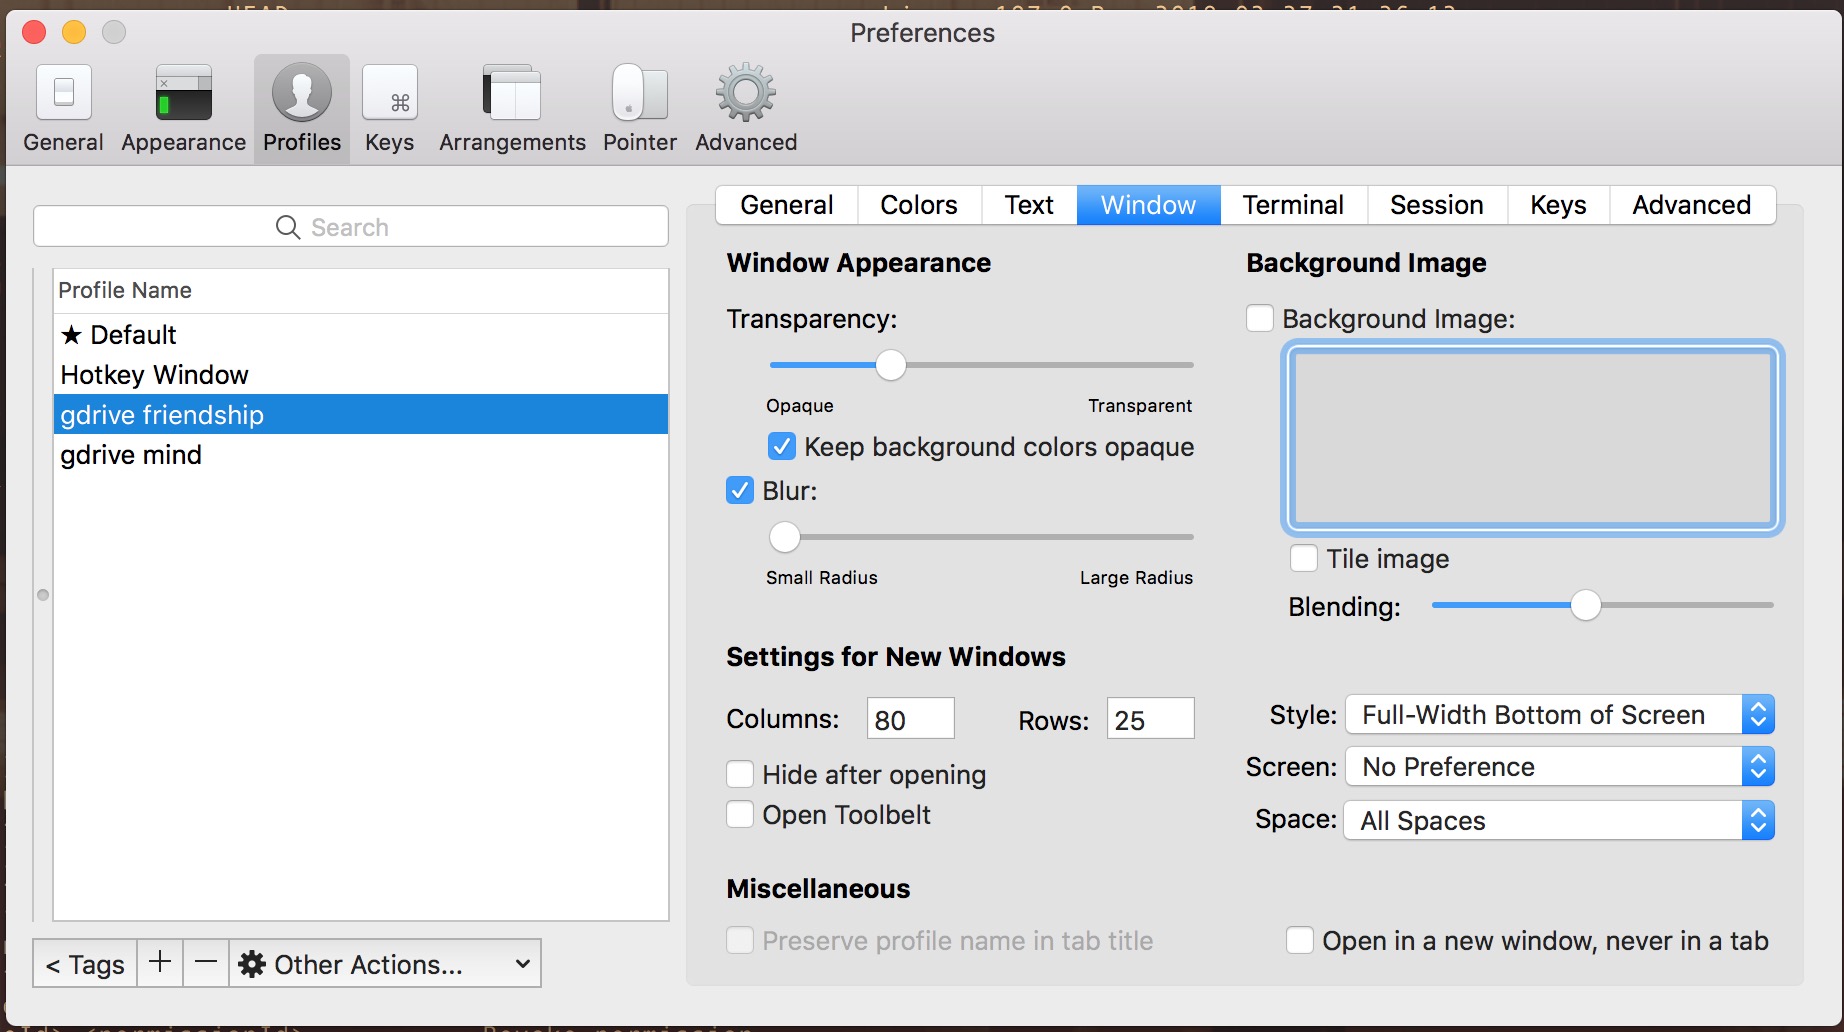 HEAD
Preferences
General Appearance Profiles Keys Arrangements Pointer Advanced
Search
Profile Name
★ Default
Hotkey Window
gdrive friendship
gdrive mind
< Tags + − Other Actions...
General Colors Text Window Terminal Session Keys Advanced
Window Appearance
Transparency:
Opaque Transparent
Keep background colors opaque
Blur:
Small Radius Large Radius
Background Image
Background Image:
Tile image
Blending:
Settings for New Windows
Columns: 80 Rows: 25
Hide after opening
Open Toolbelt
Style: Full-Width Bottom of Screen
Screen: No Preference
Space: All Spaces
Miscellaneous
Preserve profile name in tab title
Open in a new window, never in a tab